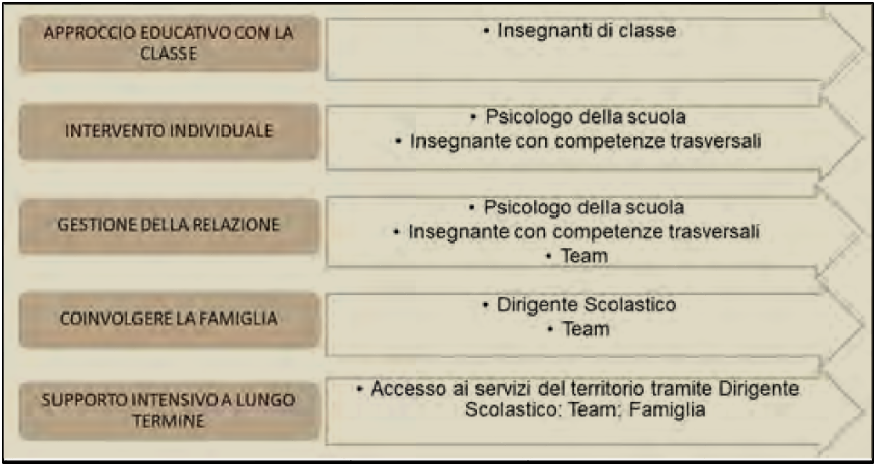 APPROCCIO EDUCATIVO CON LA
CLASSE
• Insegnanti di classe
INTERVENTO INDIVIDUALE
• Psicologo della scuola
• Insegnante con competenze trasversali
GESTIONE DELLA RELAZIONE
• Psicologo della scuola
• Insegnante con competenze trasversali
• Team
COINVOLGERE LA FAMIGLIA
• Dirigente Scolastico
• Team
SUPPORTO INTENSIVO A LUNGO
TERMINE
• Accesso ai servizi del territorio tramite Dirigente
Scolastico; Team; Famiglia